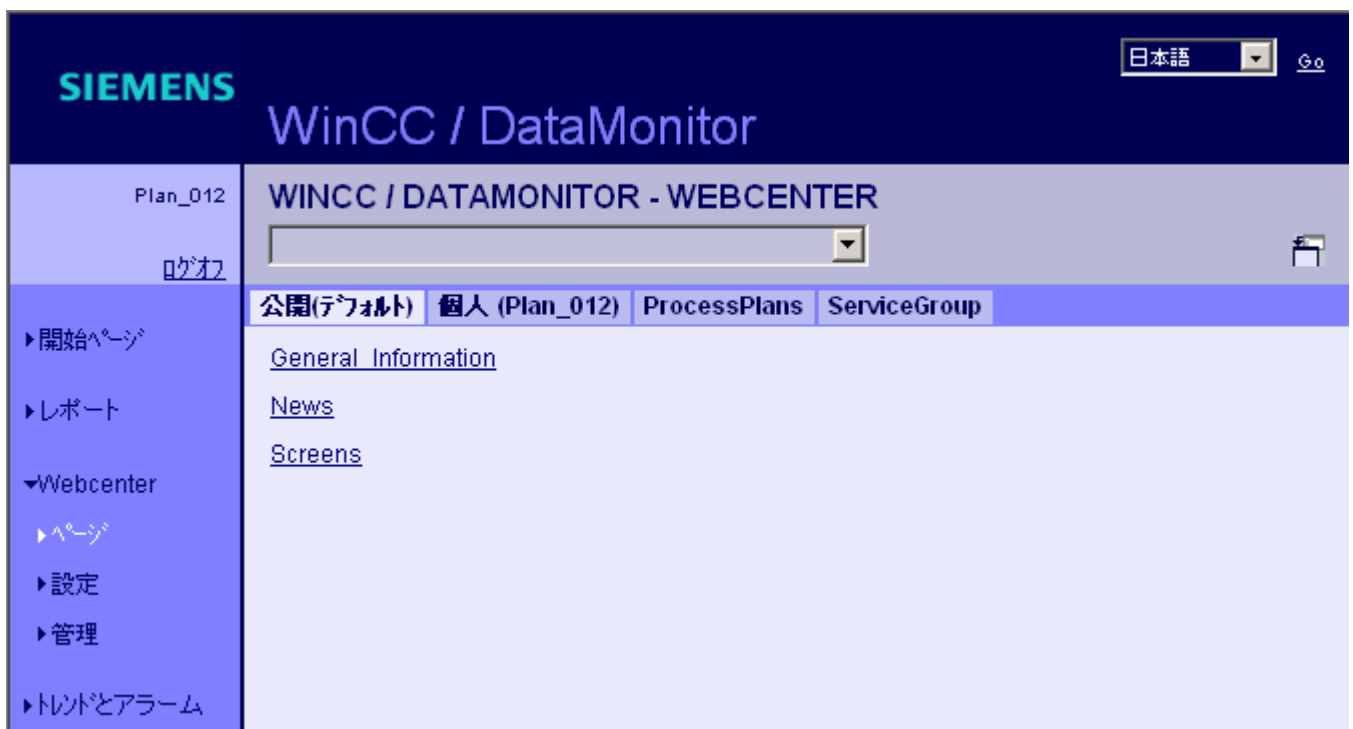 日本語 Go
SIEMENS
WinCC / DataMonitor
Plan_012
ログオフ
WINCC / DATAMONITOR - WEBCENTER
公開(デフォルト) 個人 (Plan_012) ProcessPlans ServiceGroup
▶開始ページ
▶レポート
▼Webcenter
▶ページ
▶設定
▶管理
▶トレンドとアラーム
General_Information
News
Screens